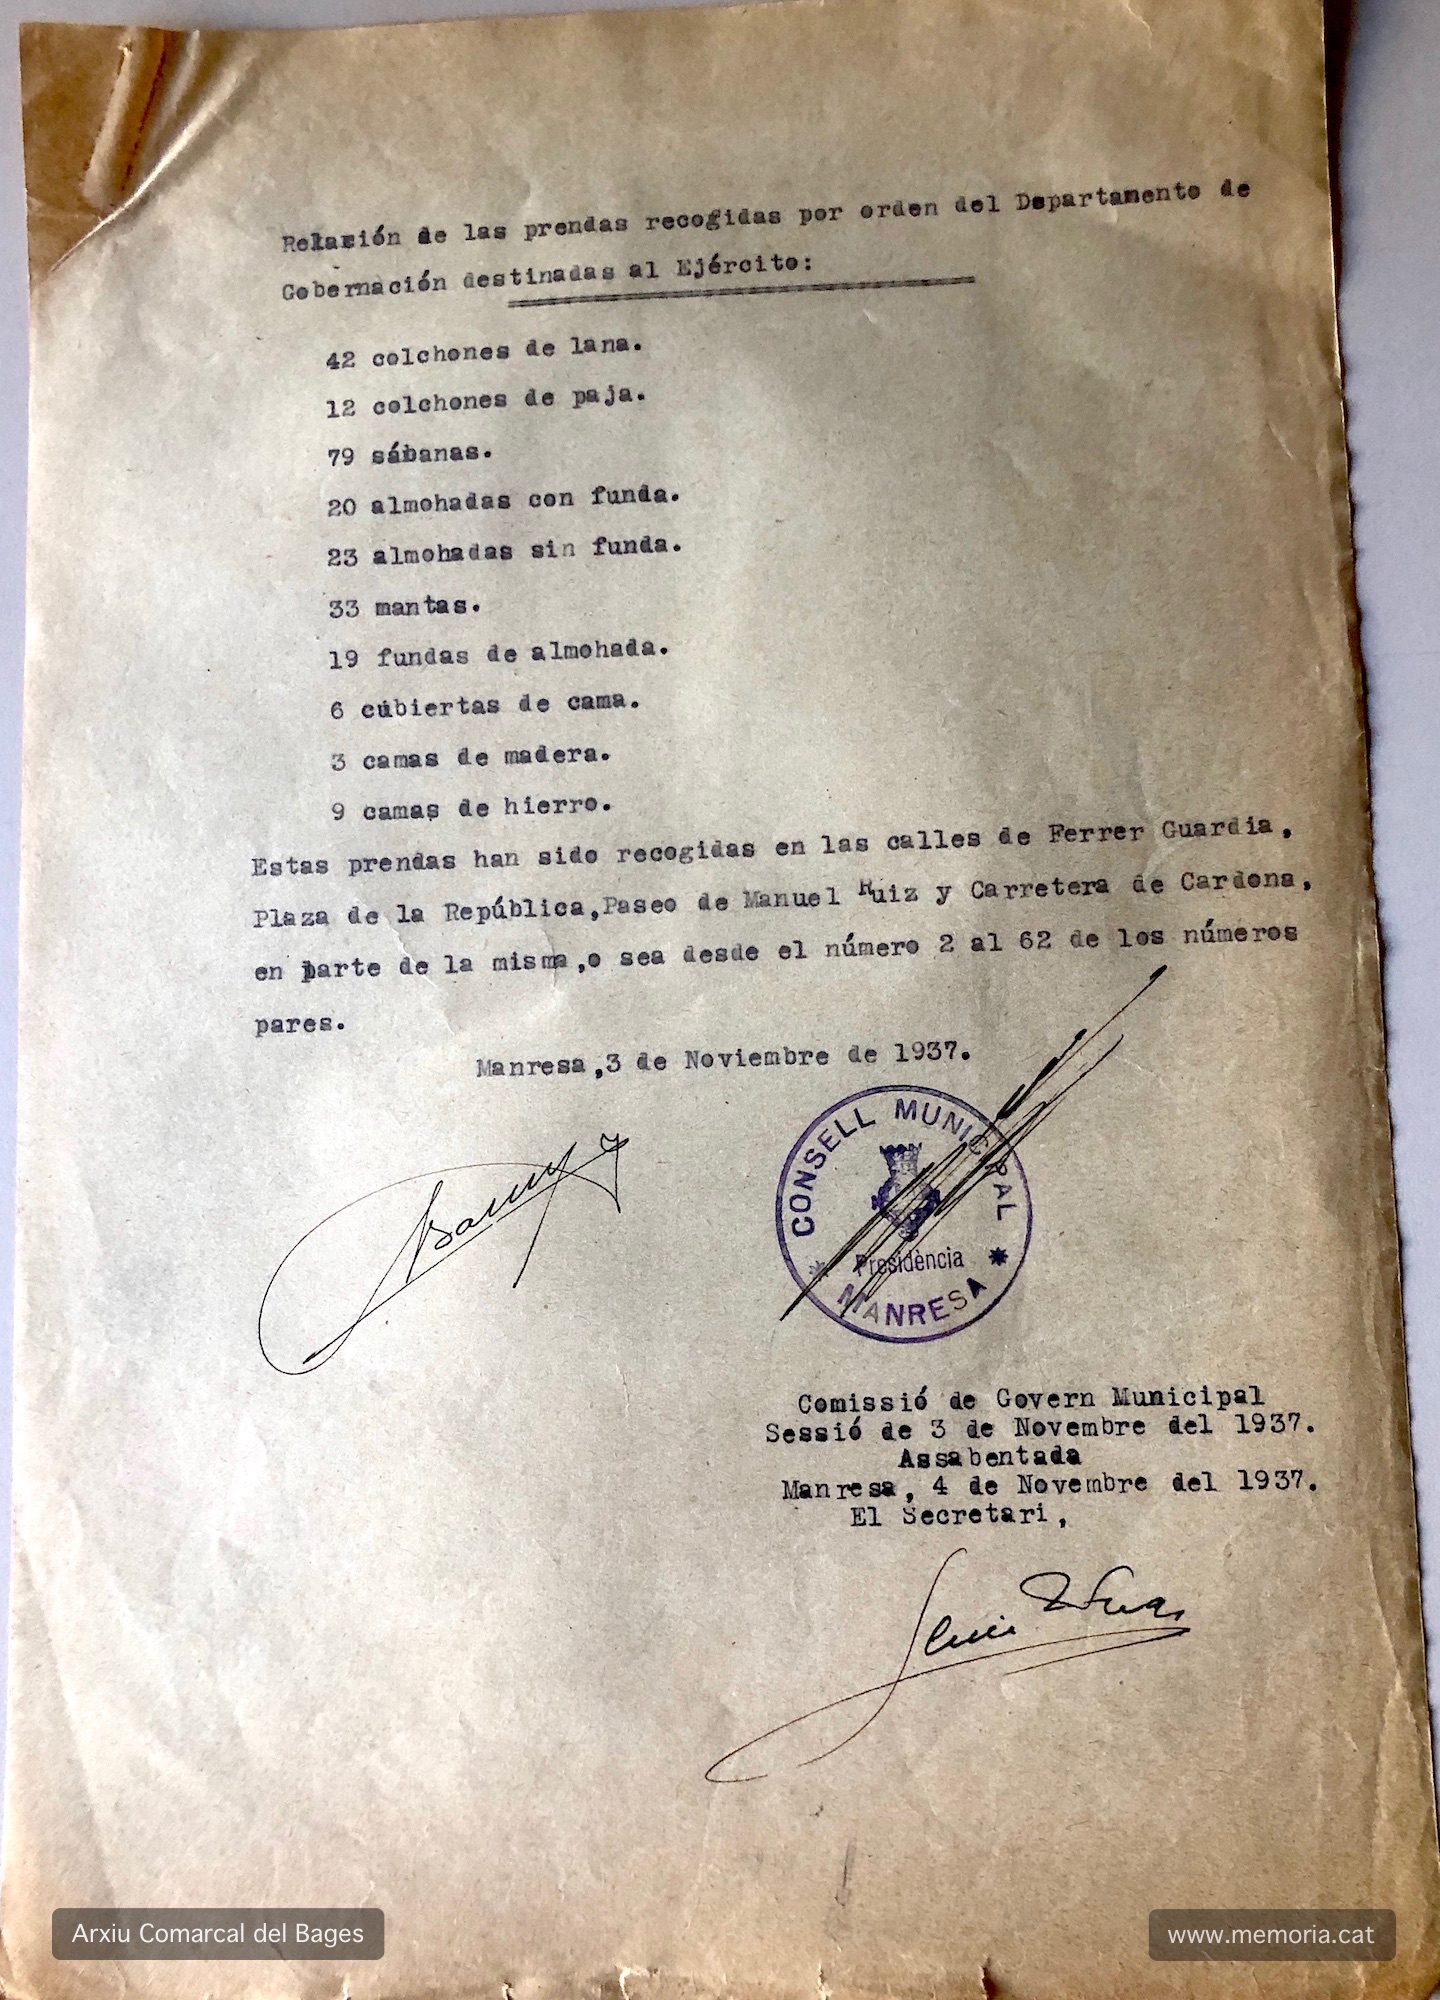 Relación de las prendas recogidas por orden del Departamento de
Gobernación destinadas al Ejército:
42 colchones de lana.
12 colchones de paja.
79 sábanas.
20 almohadas con funda.
23 almohadas sin funda.
33 mantas.
19 fundas de almohada.
6 cubiertas de cama.
3 camas de madera.
9 camas de hierro.
Estas prendas han sido recogidas en las calles de Ferrer Guardia,
Plaza de la República,Paseo de Manuel Ruiz y Carretera de Cardona,
en parte de la misma,o sea desde el número 2 al 62 de los números
pares.
Manresa,3 de Noviembre de 1937.
CONSELL MUNICIPAL
Presidència
MANRESA
Comissió de Govern Municipal
Sessió de 3 de Novembre del 1937.
Assabentada
Manresa, 4 de Novembre del 1937.
El Secretari,
Arxiu Comarcal del Bages
www.memoria.cat